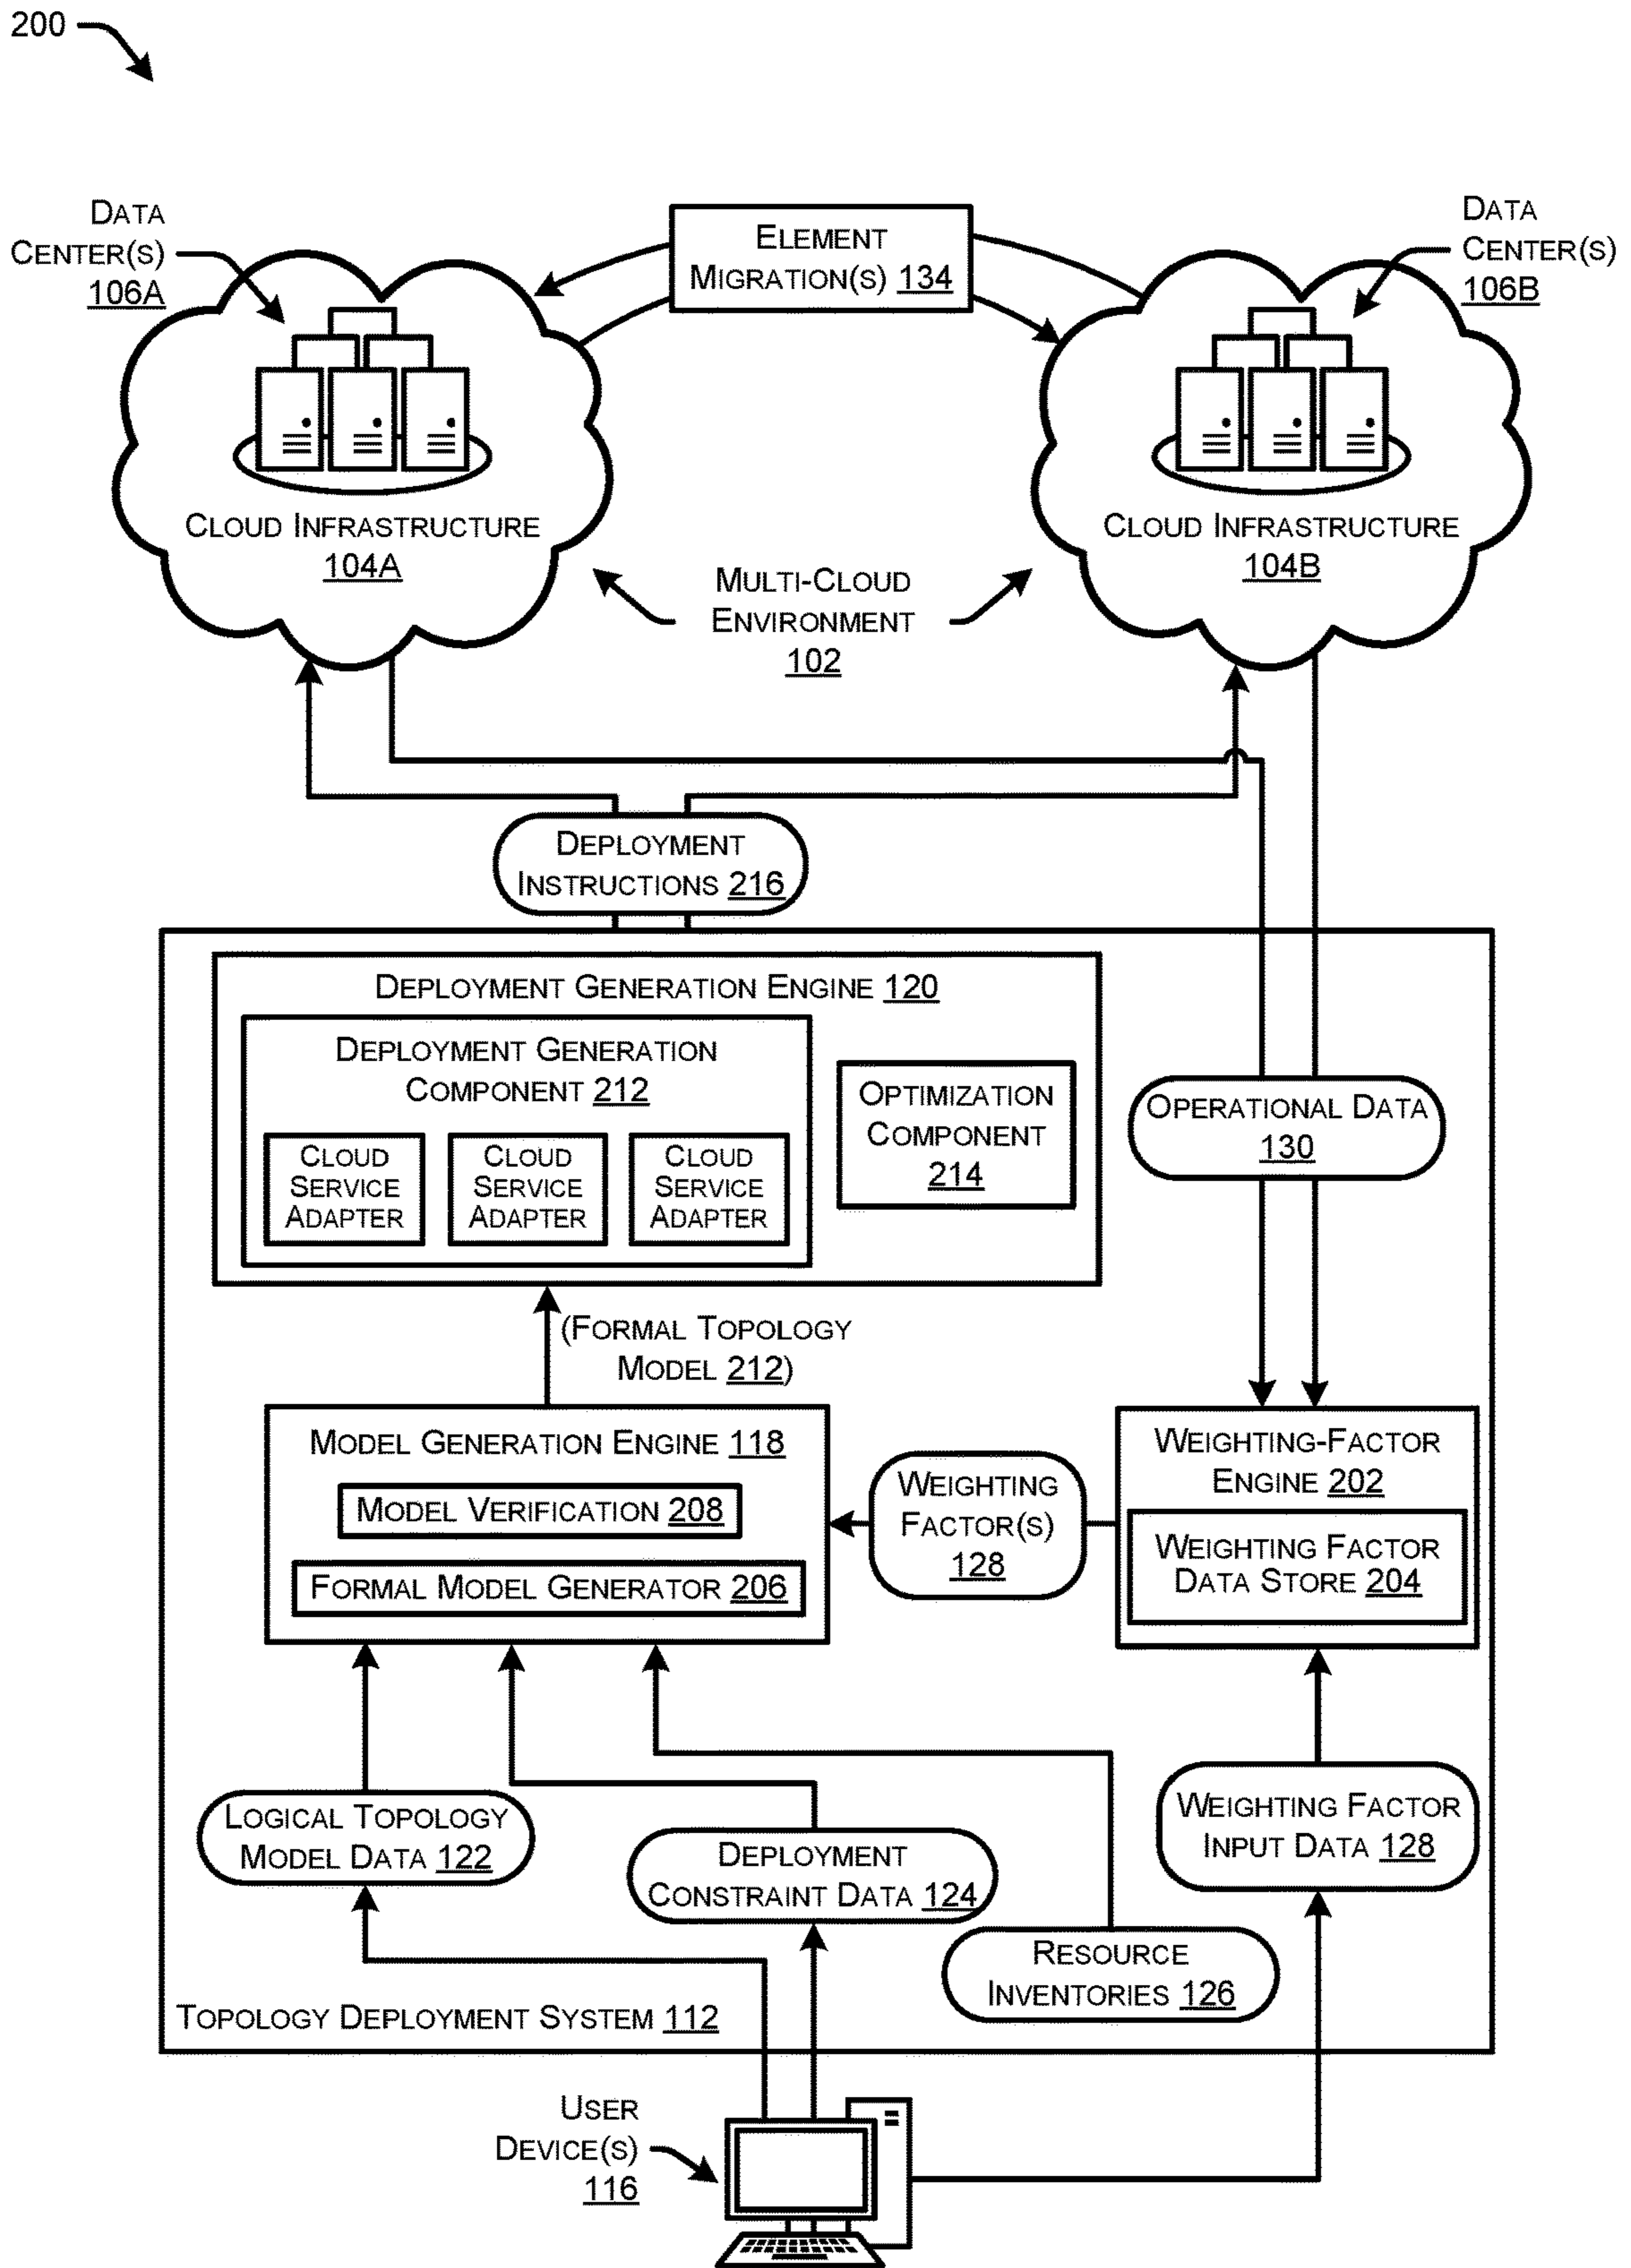 200
DATA
CENTER(S)
106A
ELEMENT
MIGRATION(S) 134
DATA
CENTER(S)
106B
CLOUD INFRASTRUCTURE
104A
CLOUD INFRASTRUCTURE
104B
MULTI-CLOUD
ENVIRONMENT
102
DEPLOYMENT
INSTRUCTIONS 216
DEPLOYMENT GENERATION ENGINE 120
DEPLOYMENT GENERATION
COMPONENT 212
CLOUD
SERVICE
ADAPTER
CLOUD
SERVICE
ADAPTER
CLOUD
SERVICE
ADAPTER
OPTIMIZATION
COMPONENT
214
OPERATIONAL DATA
130
(FORMAL TOPOLOGY
MODEL 212)
MODEL GENERATION ENGINE 118
MODEL VERIFICATION 208
FORMAL MODEL GENERATOR 206
WEIGHTING
FACTOR(S)
128
WEIGHTING-FACTOR
ENGINE 202
WEIGHTING FACTOR
DATA STORE 204
LOGICAL TOPOLOGY
MODEL DATA 122
DEPLOYMENT
CONSTRAINT DATA 124
WEIGHTING FACTOR
INPUT DATA 128
RESOURCE
INVENTORIES 126
TOPOLOGY DEPLOYMENT SYSTEM 112
USER
DEVICE(S)
116